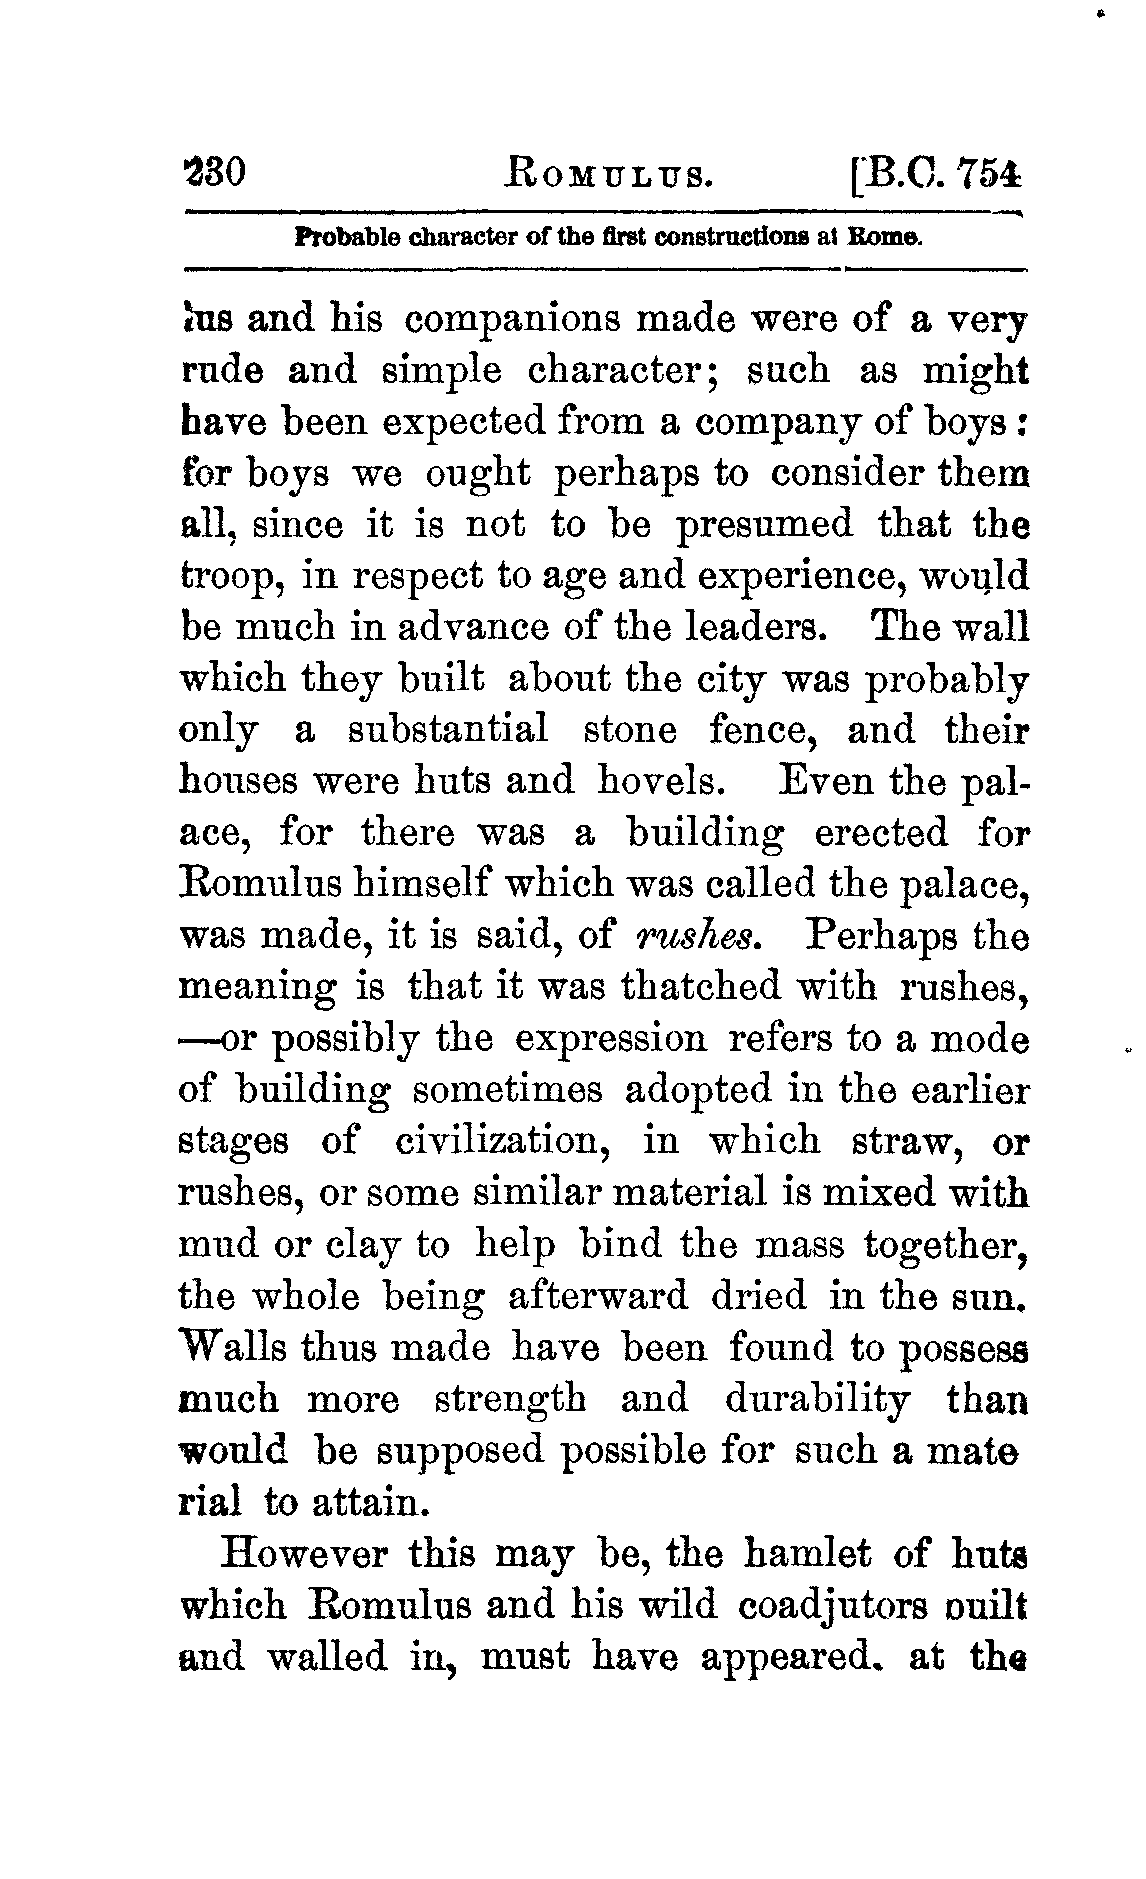 230 ROMULUS. [B.C. 754
Probable character of the first constructions at Rome.
lus and his companions made were of a very
rude and simple character; such as might
have been expected from a company of boys:
for boys we ought perhaps to consider them
all, since it is not to be presumed that the
troop, in respect to age and experience, would
be much in advance of the leaders. The wall
which they built about the city was probably
only a substantial stone fence, and their
houses were huts and hovels. Even the pal-
ace, for there was a building erected for
Romulus himself which was called the palace,
was made, it is said, of rushes. Perhaps the
meaning is that it was thatched with rushes,
—or possibly the expression refers to a mode
of building sometimes adopted in the earlier
stages of civilization, in which straw, or
rushes, or some similar material is mixed with
mud or clay to help bind the mass together,
the whole being afterward dried in the sun.
Walls thus made have been found to possess
much more strength and durability than
would be supposed possible for such a mate
rial to attain.
However this may be, the hamlet of huts
which Romulus and his wild coadjutors built
and walled in, must have appeared. at the